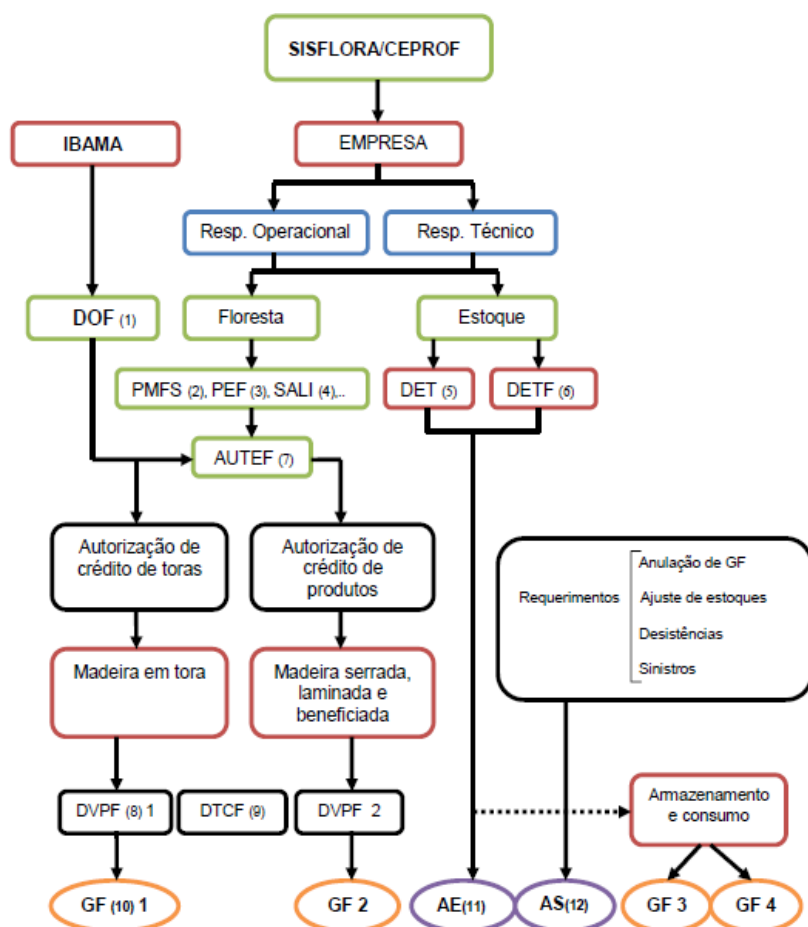 SISFLORA/CEPROF
IBAMA
EMPRESA
Resp. Operacional
Resp. Técnico
DOF (1)
Floresta
Estoque
PMFS (2), PEF (3), SALI (4),..
DET (5)
DETF (6)
AUTEF (7)
Autorização de
crédito de toras
Autorização de
crédito de
produtos
Requerimentos
Anulação de GF
Ajuste de estoques
Desistências
Sinistros
Madeira em tora
Madeira serrada,
laminada e
beneficiada
DVPF (8) 1
DTCF (9)
DVPF 2
Armazenamento
e consumo
GF (10) 1
GF 2
AE(11)
AS(12)
GF 3
GF 4